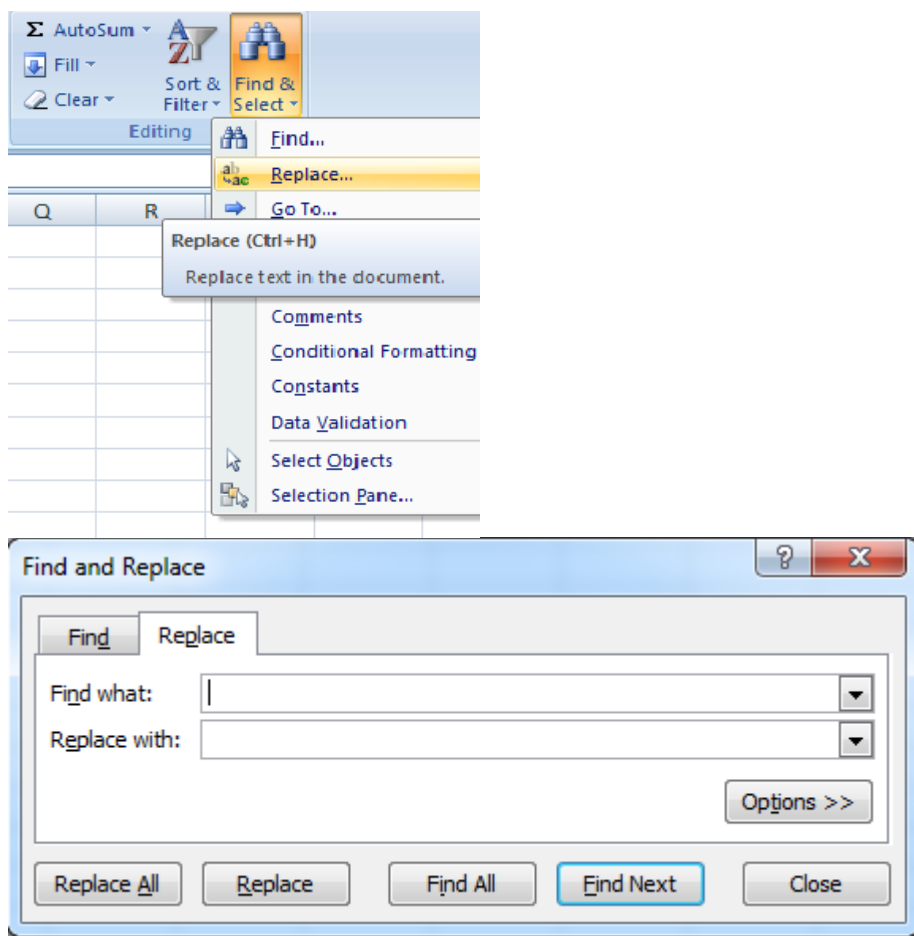 Σ AutoSum
Fill
Clear
Sort & Filter
Find & Select
Editing
Find...
ab ac Replace...
Q R Go To...
Replace (Ctrl+H)
Replace text in the document.
Comments
Conditional Formatting
Constants
Data Validation
Select Objects
Selection Pane...
Find and Replace
Find Replace
Find what:
Replace with:
Options >>
Replace All Replace Find All Find Next Close